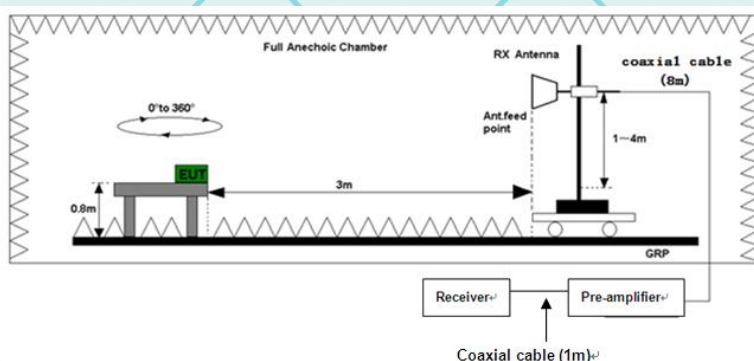 Full Anechoic Chamber
RX Antenna
coaxial cable
(8m)
0°to 360°
Ant.feed
point
1~4m
EUT
3m
0.8m
GRP
Receiver↵
Pre-amplifier↵
Coaxial cable (1m)↵